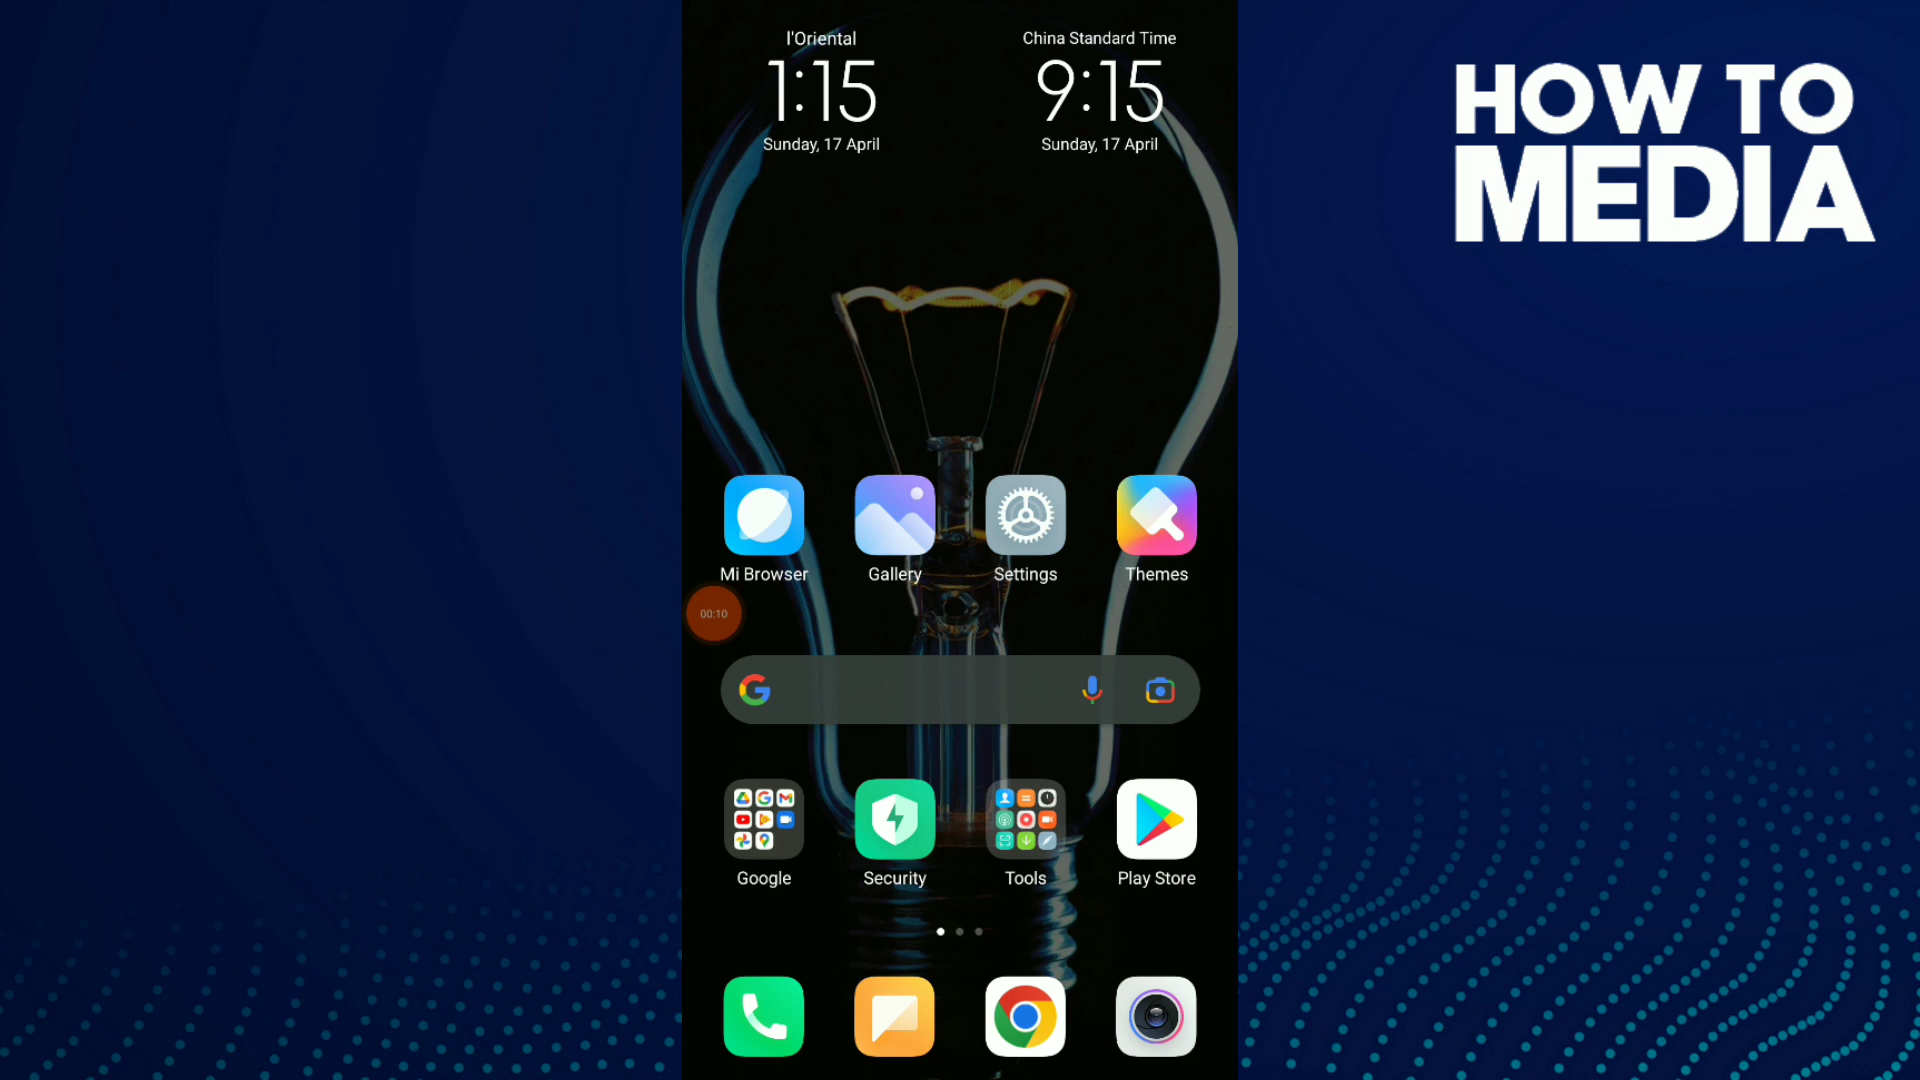 l'Oriental
1:15
Sunday, 17 April
China Standard Time
9:15
Sunday, 17 April
HOW TO
MEDIA
Mi Browser
Gallery
Settings
Themes
00:10
Google
Security
Tools
Play Store